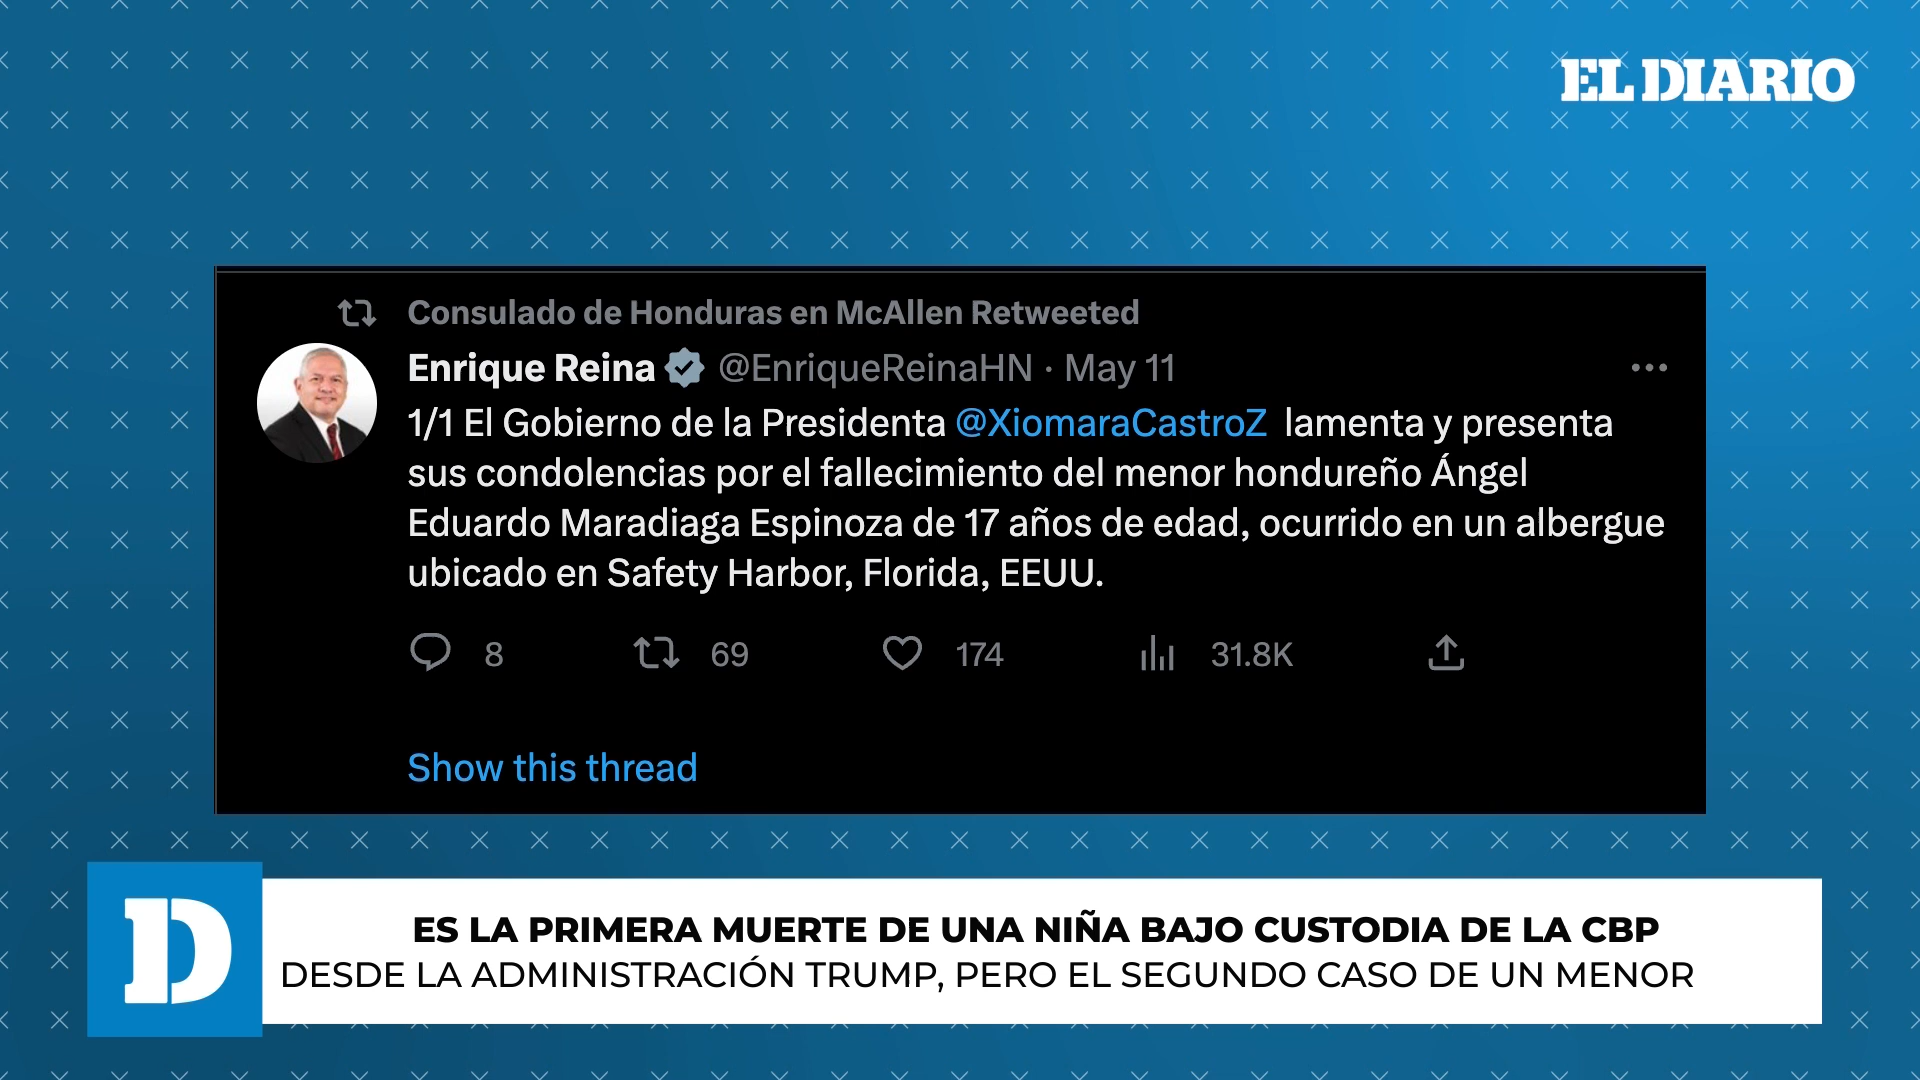 EL DIARIO
Consulado de Honduras en McAllen Retweeted
Enrique Reina @EnriqueReinaHN · May 11
1/1 El Gobierno de la Presidenta @XiomaraCastroZ lamenta y presenta
sus condolencias por el fallecimiento del menor hondureño Ángel
Eduardo Maradiaga Espinoza de 17 años de edad, ocurrido en un albergue
ubicado en Safety Harbor, Florida, EEUU.
8 69 174 31.8K
Show this thread
D
ES LA PRIMERA MUERTE DE UNA NIÑA BAJO CUSTODIA DE LA CBP
DESDE LA ADMINISTRACIÓN TRUMP, PERO EL SEGUNDO CASO DE UN MENOR